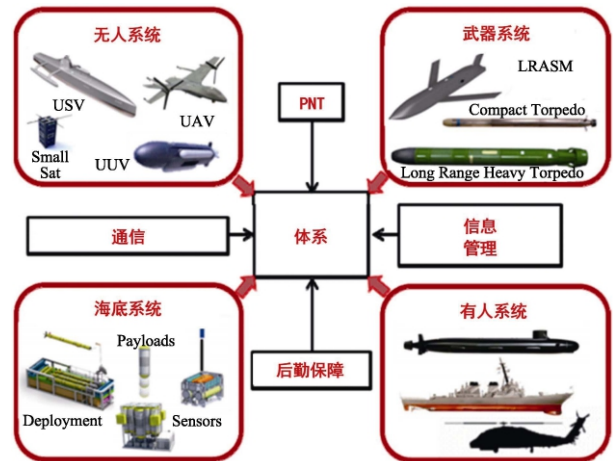 无人系统
USV
UAV
Small
Sat
UUV
武器系统
LRASM
Compact Torpedo
Long Range Heavy Torpedo
PNT
通信
体系
信息
管理
海底系统
Payloads
Deployment
Sensors
后勤保障
有人系统